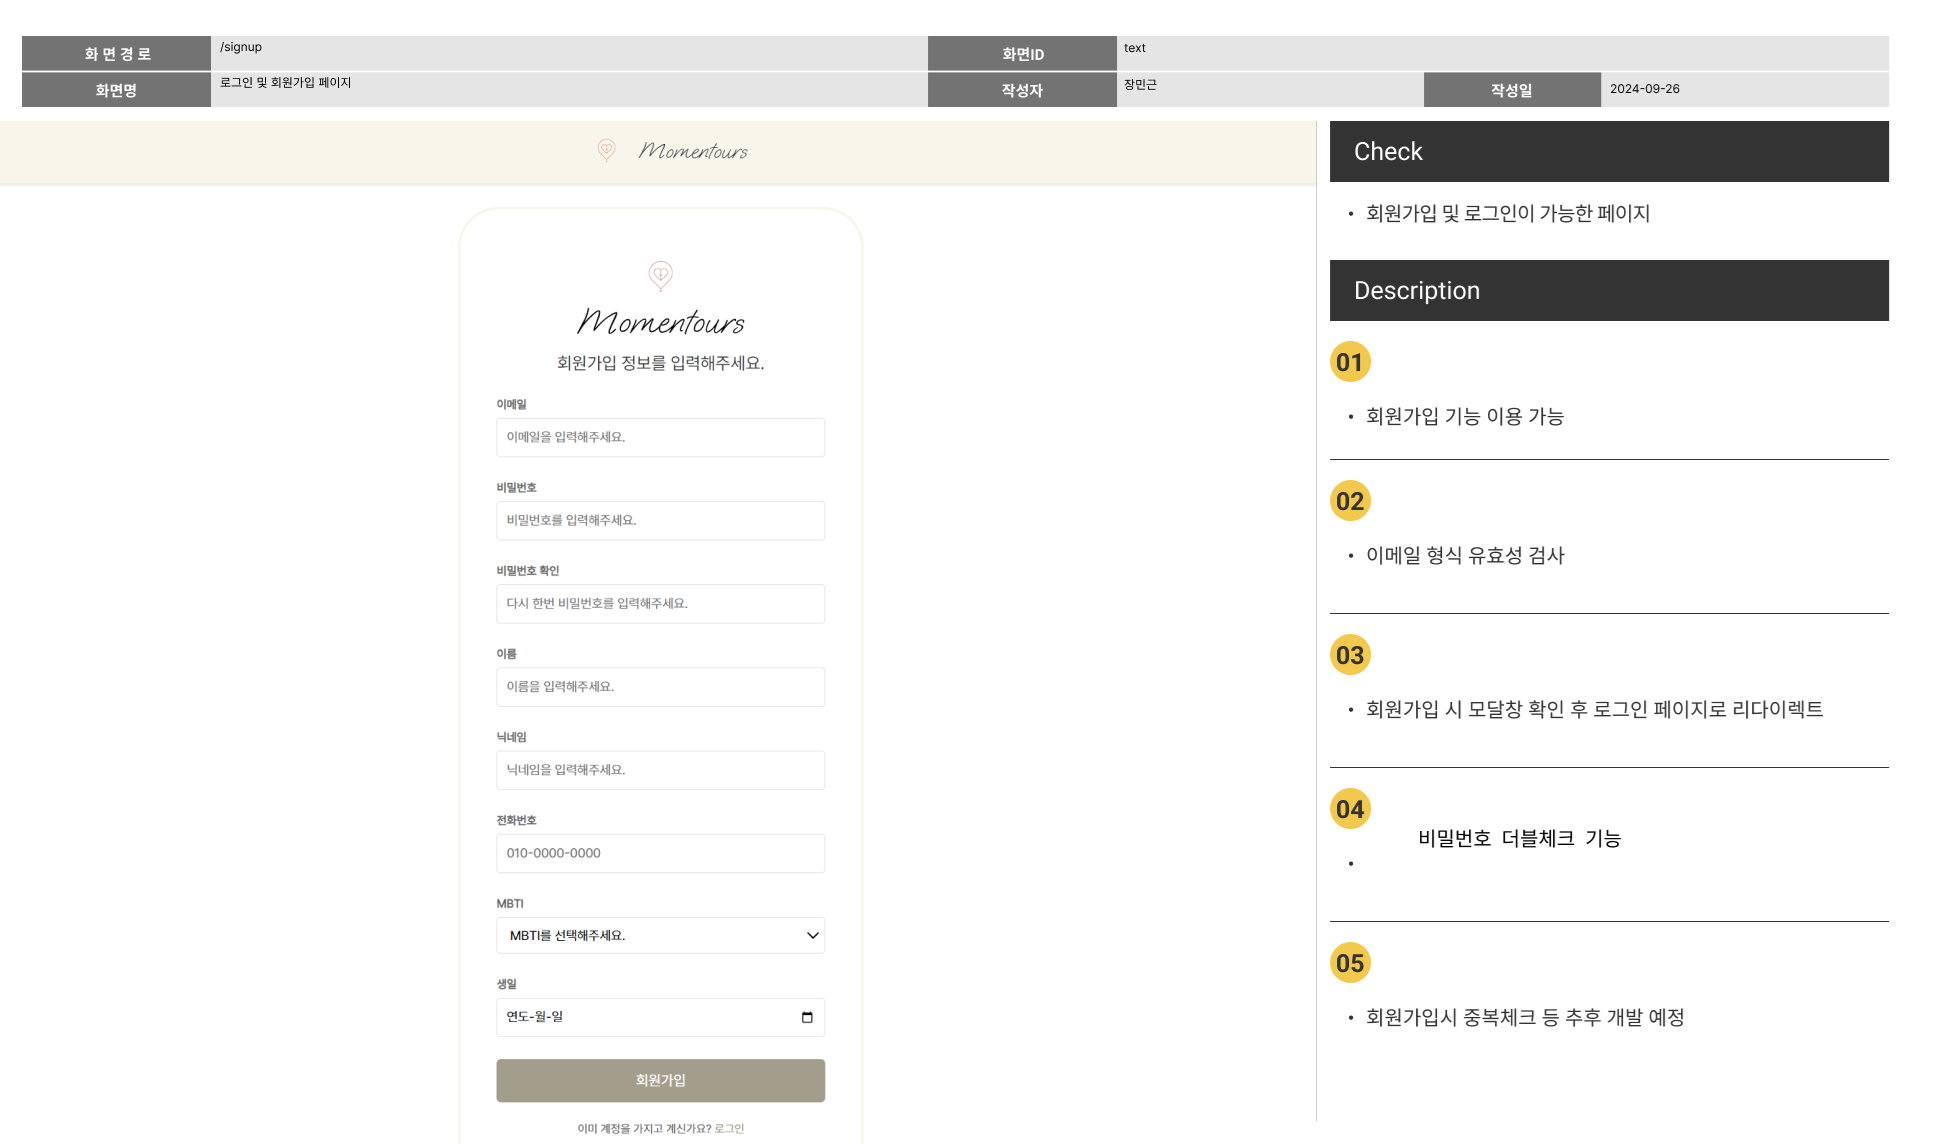 화 면 경 로
/signup
화면ID
text
화면명
로그인 및 회원가입 페이지
작성자
장민근
작성일
2024-09-26
Momentours
Momentours
회원가입 정보를 입력해주세요.
이메일
이메일을 입력해주세요.
비밀번호
비밀번호를 입력해주세요.
비밀번호 확인
다시 한번 비밀번호를 입력해주세요.
이름
이름을 입력해주세요.
닉네임
닉네임을 입력해주세요.
전화번호
010-0000-0000
MBTI
MBTI를 선택해주세요.
생일
연도-월-일
회원가입
이미 계정을 가지고 계신가요? 로그인
Check
• 회원가입 및 로그인이 가능한 페이지
Description
01
• 회원가입 기능 이용 가능
02
• 이메일 형식 유효성 검사
03
• 회원가입 시 모달창 확인 후 로그인 페이지로 리다이렉트
04
비밀번호 더블체크 기능
•
05
• 회원가입시 중복체크 등 추후 개발 예정